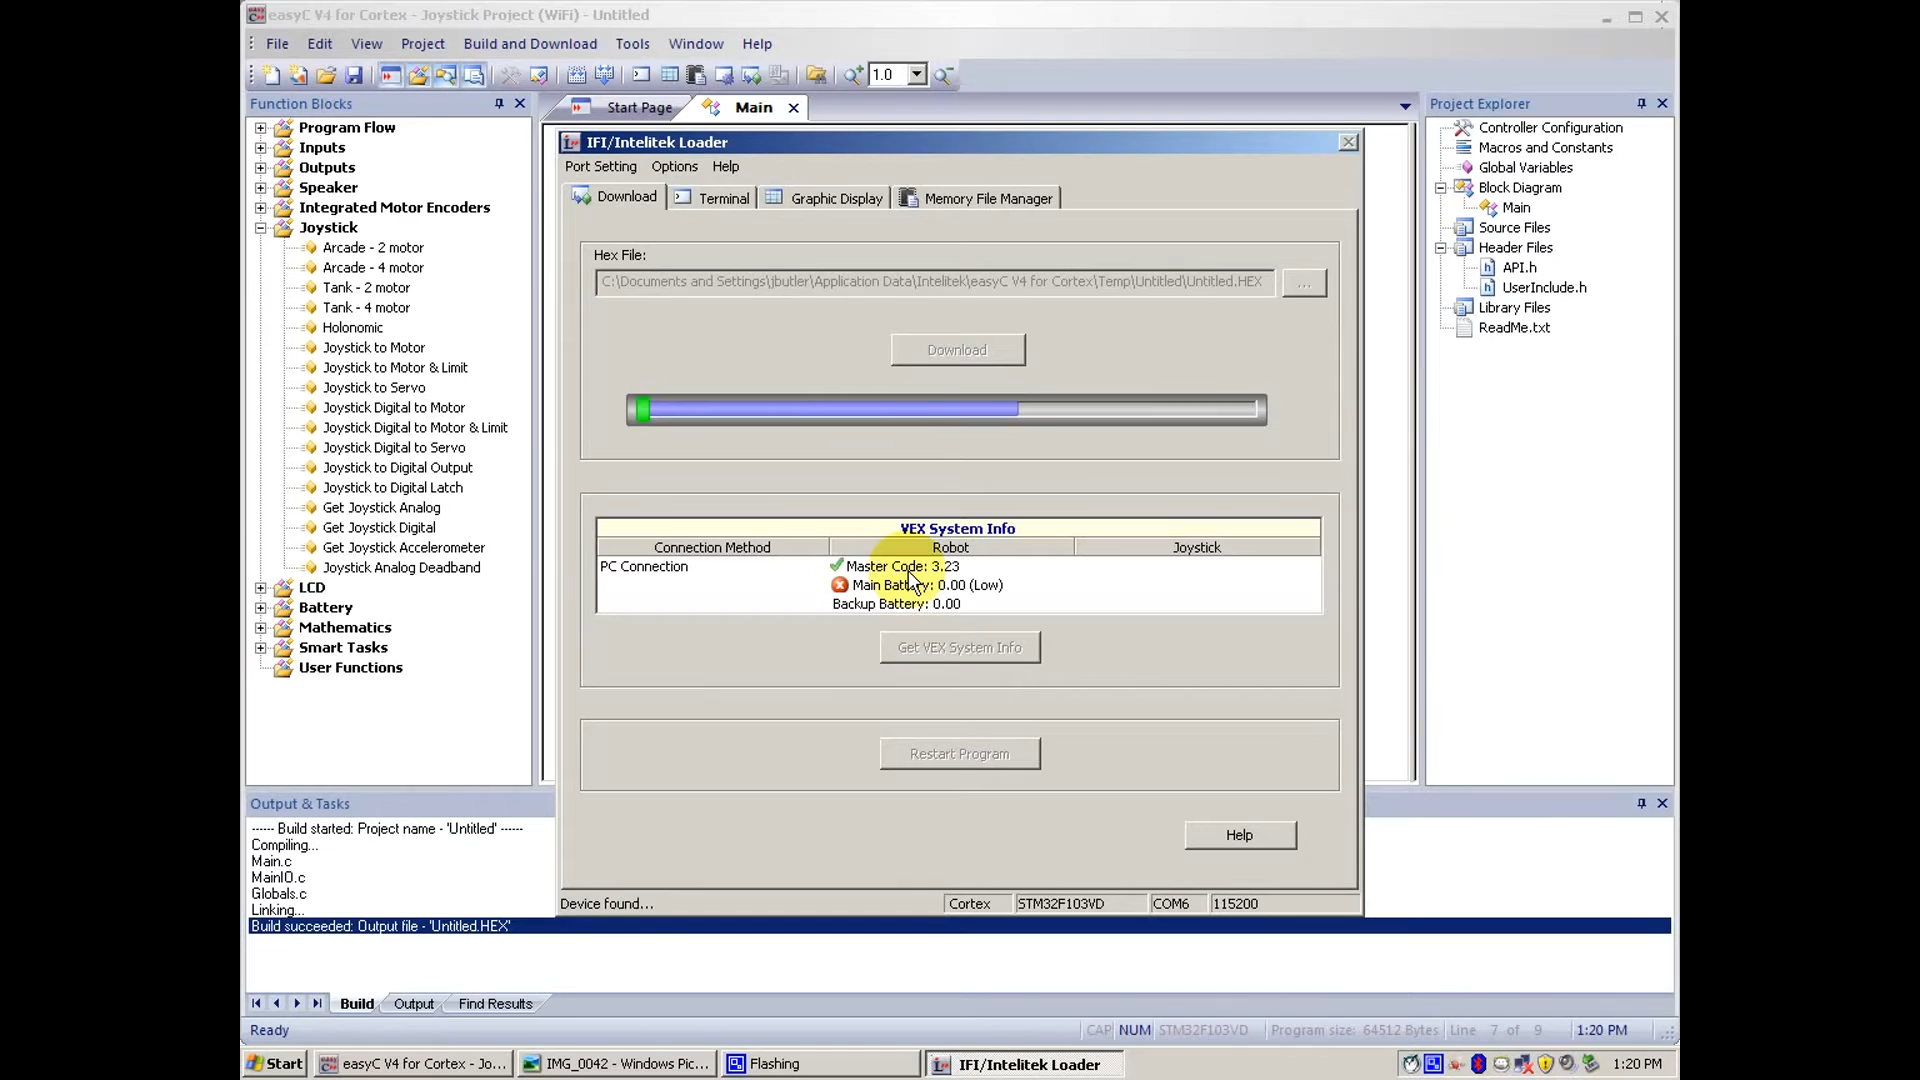 easyC V4 for Cortex - Joystick Project (WiFi) - Untitled
File Edit View Project Build and Download Tools Window Help
1.0
Function Blocks
Program Flow
Inputs
Outputs
Speaker
Integrated Motor Encoders
Joystick
Arcade - 2 motor
Arcade - 4 motor
Tank - 2 motor
Tank - 4 motor
Holonomic
Joystick to Motor
Joystick to Motor & Limit
Joystick to Servo
Joystick Digital to Motor
Joystick Digital to Motor & Limit
Joystick Digital to Servo
Joystick to Digital Output
Joystick to Digital Latch
Get Joystick Analog
Get Joystick Digital
Get Joystick Accelerometer
Joystick Analog Deadband
LCD
Battery
Mathematics
Smart Tasks
User Functions
Start Page Main
IFI/Intelitek Loader
Port Setting Options Help
Download Terminal Graphic Display Memory File Manager
Hex File:
C:\Documents and Settings\jbutler\Application Data\Intelitek\easyC V4 for Cortex\Temp\Untitled\Untitled.HEX ...
Download
VEX System Info
Connection Method Robot Joystick
PC Connection Master Code: 3.23
Main Battery: 0.00 (Low)
Backup Battery: 0.00
Get VEX System Info
Restart Program
Help
Device found... Cortex STM32F103VD COM6 115200
Project Explorer
Controller Configuration
Macros and Constants
Global Variables
Block Diagram
Main
Source Files
Header Files
API.h
UserInclude.h
Library Files
ReadMe.txt
Output & Tasks
------ Build started: Project name - 'Untitled' ------
Compiling...
Main.c
MainIO.c
Globals.c
Linking...
Build succeeded: Output file - 'Untitled.HEX'
Build Output Find Results
Ready CAP NUM STM32F103VD Program size: 64512 Bytes Line 7 of 9 1:20 PM
Start easyC V4 for Cortex - Jo... IMG_0042 - Windows Pic... Flashing IFI/Intelitek Loader 1:20 PM